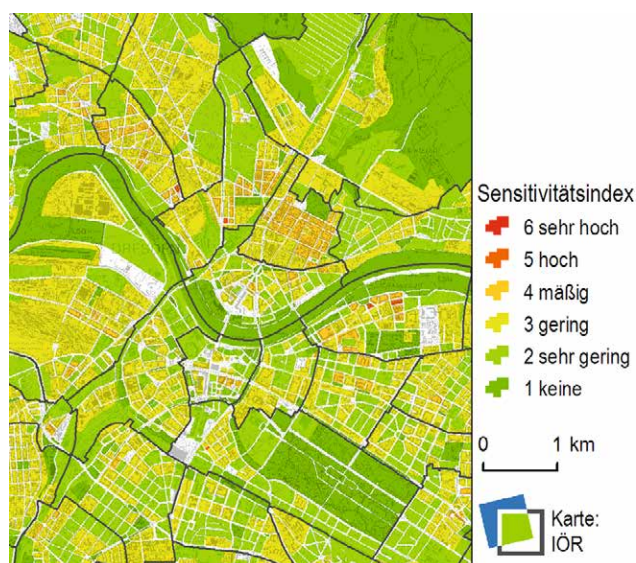 Sensitivitätsindex
6 sehr hoch
5 hoch
4 mäßig
3 gering
2 sehr gering
1 keine
0 1 km
Karte:
IÖR